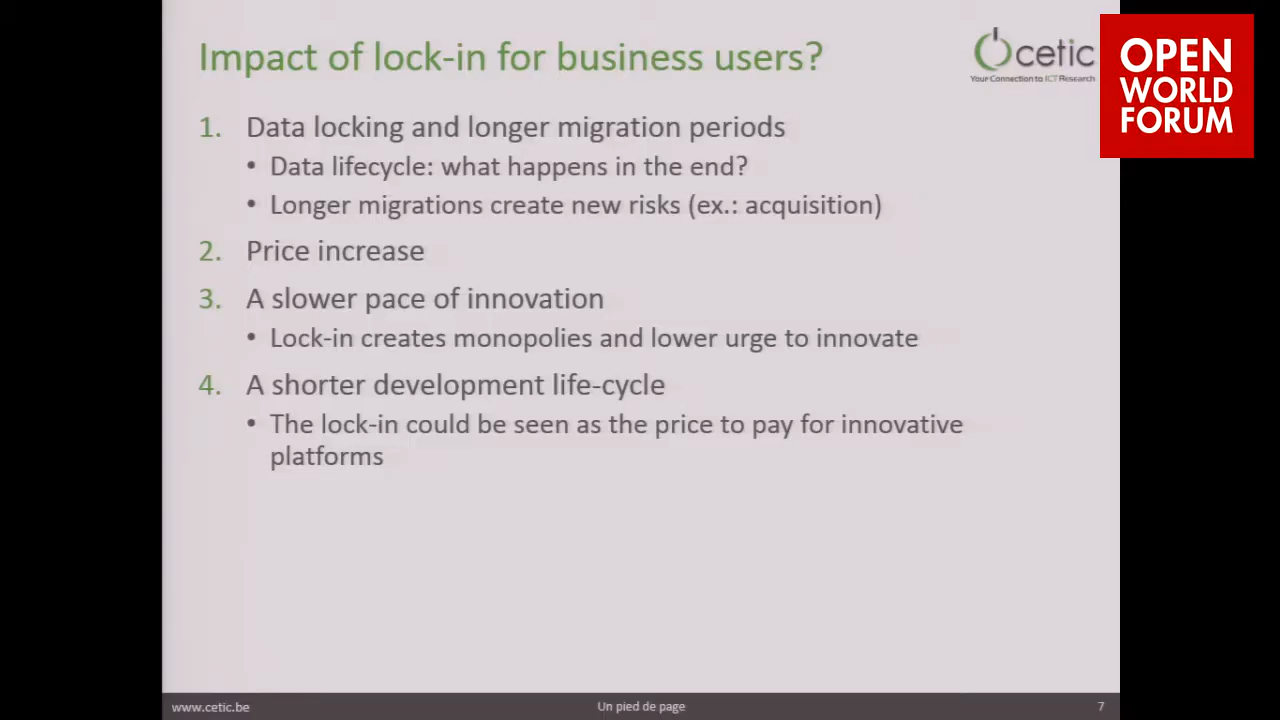 Impact of lock-in for business users?
cetic
Your Connection to ICT Research
OPEN
WORLD
FORUM
1. Data locking and longer migration periods
• Data lifecycle: what happens in the end?
• Longer migrations create new risks (ex.: acquisition)
2. Price increase
3. A slower pace of innovation
• Lock-in creates monopolies and lower urge to innovate
4. A shorter development life-cycle
• The lock-in could be seen as the price to pay for innovative
platforms
www.cetic.be
Un pied de page
7